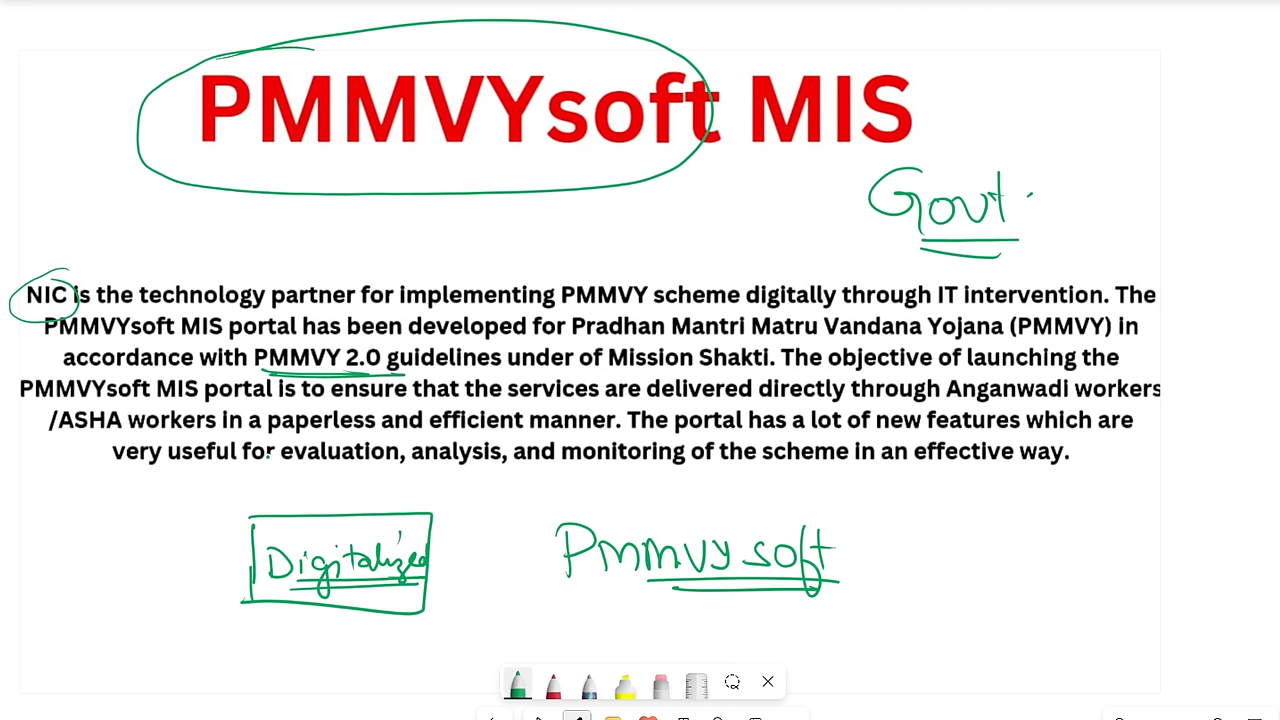 PMMVYsoft MIS
Govt.
NIC is the technology partner for implementing PMMVY scheme digitally through IT intervention. The
PMMVYsoft MIS portal has been developed for Pradhan Mantri Matru Vandana Yojana (PMMVY) in
accordance with PMMVY 2.0 guidelines under of Mission Shakti. The objective of launching the
PMMVYsoft MIS portal is to ensure that the services are delivered directly through Anganwadi workers
/ASHA workers in a paperless and efficient manner. The portal has a lot of new features which are
very useful for evaluation, analysis, and monitoring of the scheme in an effective way.
Digitalized
Pmmvy soft